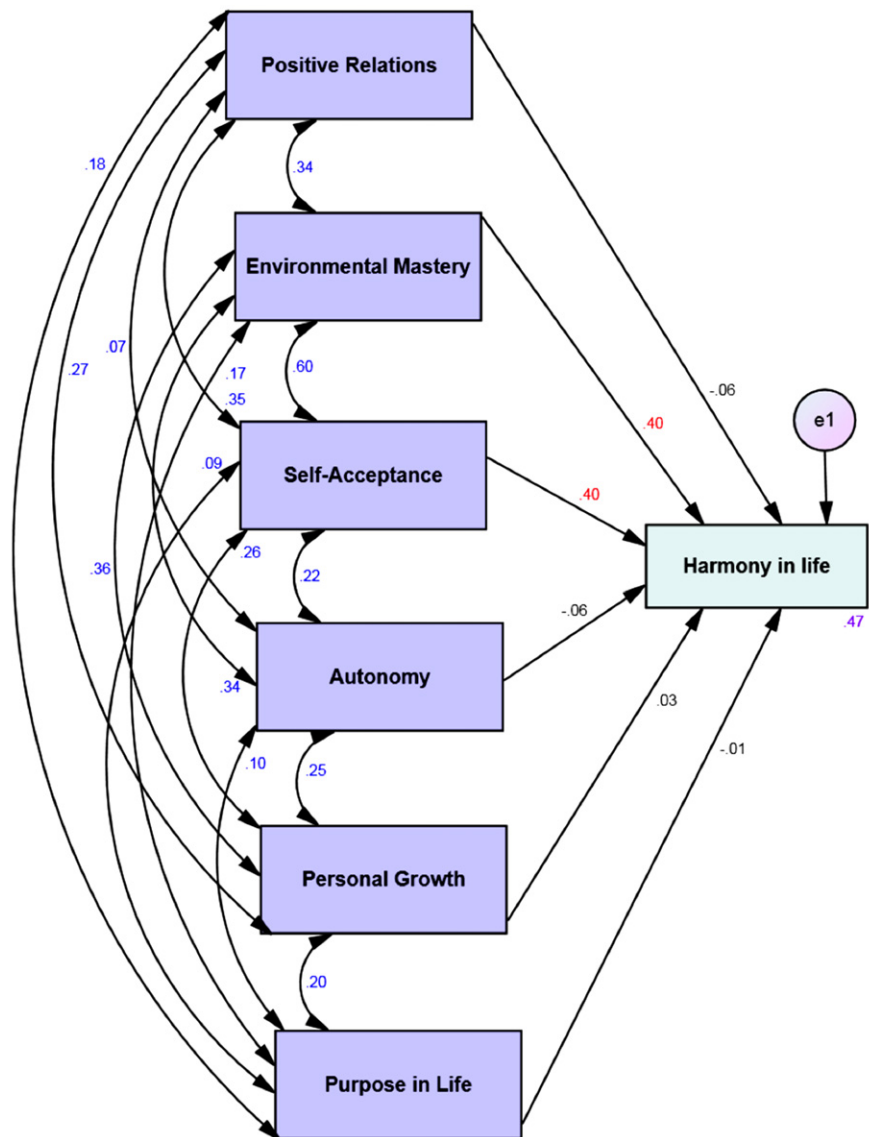 Positive Relations
.18
.34
Environmental Mastery
.07
.27
.17
.60
.35
-.06
.40
e1
.09
Self-Acceptance
.40
.36
.26
.22
-.06
Harmony in life
.47
.34
Autonomy
.03
.10
.25
-.01
Personal Growth
.20
Purpose in Life